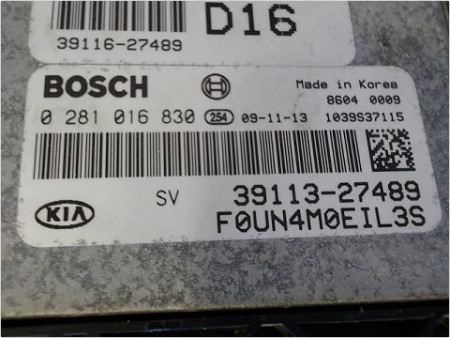 D16
39116-27489
BOSCH
Made in Korea
8604 0009
0 281 016 830 254 09-11-13 1039S37115
KIA SV 39113-27489
F0UN4M0EIL3S